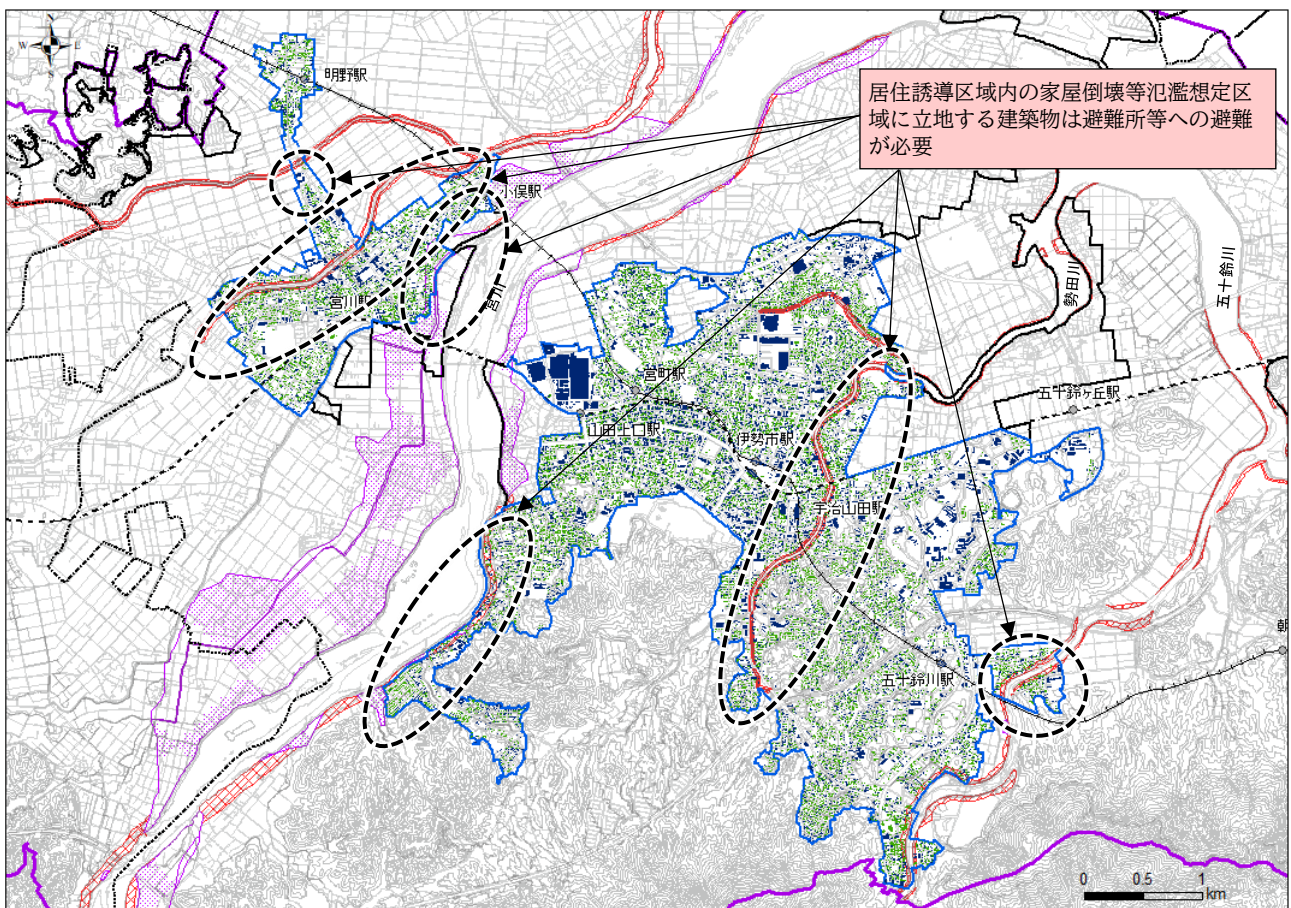 N
W
E
S
明野駅
居住誘導区域内の家屋倒壊等氾濫想定区
域に立地する建築物は避難所等への避難
が必要
小俣駅
宮川駅
宮川
勢田川
五十鈴川
宮町駅
五十鈴ヶ丘駅
山田上口駅
伊勢市駅
宇治山田駅
五十鈴川駅
朝
0 0.5 1
km